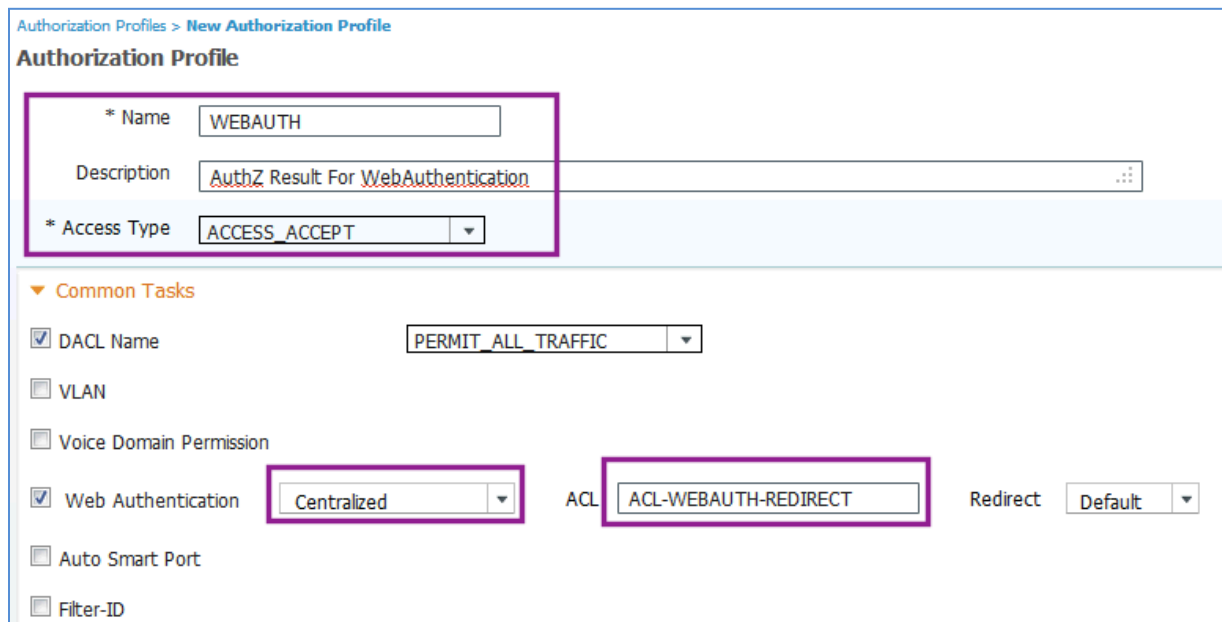 Authorization Profiles > New Authorization Profile
Authorization Profile
* Name WEBAUTH
Description AuthZ Result For WebAuthentication
* Access Type ACCESS_ACCEPT
Common Tasks
DACL Name PERMIT_ALL_TRAFFIC
VLAN
Voice Domain Permission
Web Authentication Centralized ACL ACL-WEBAUTH-REDIRECT Redirect Default
Auto Smart Port
Filter-ID